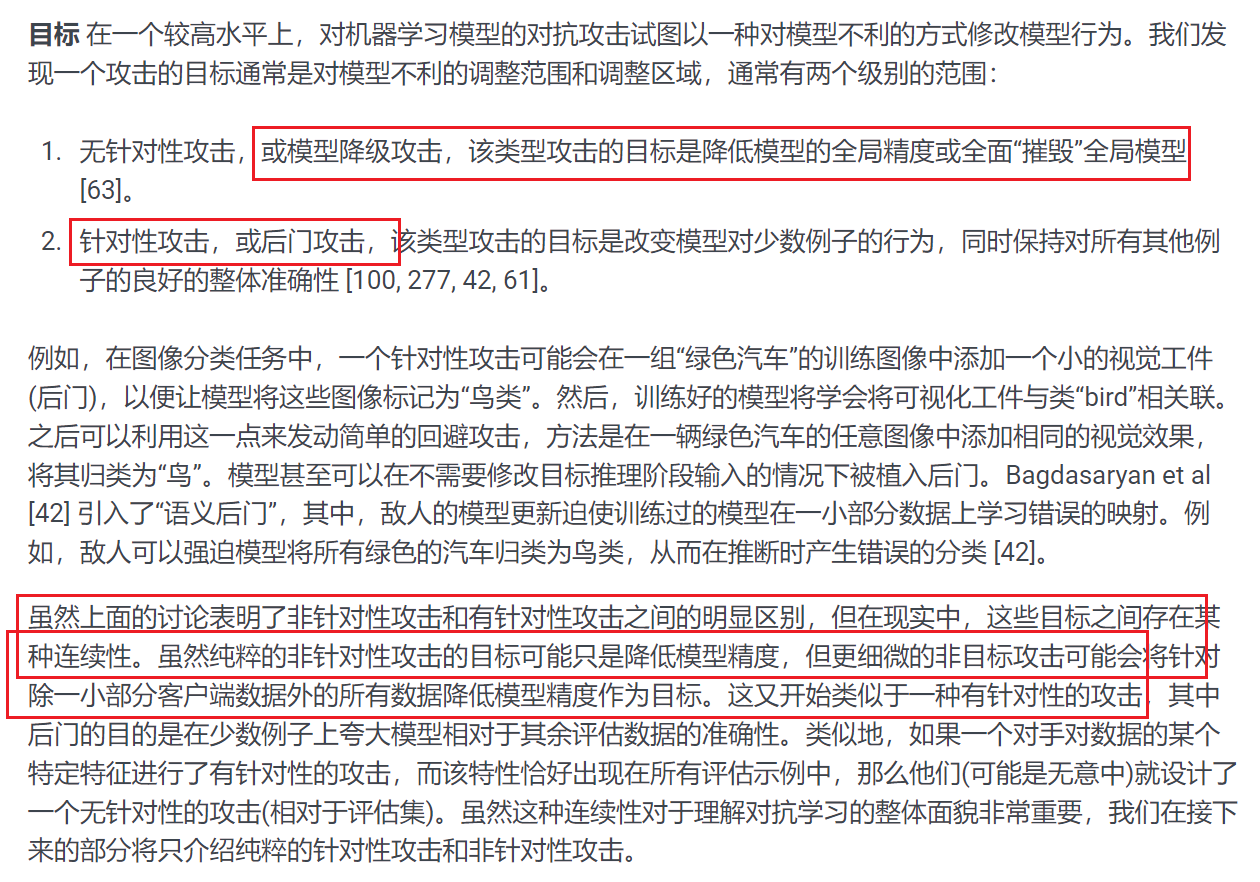 目标 在一个较高水平上，对机器学习模型的对抗攻击试图以一种对模型不利的方式修改模型行为。我们发
现一个攻击的目标通常是对模型不利的调整范围和调整区域，通常有两个级别的范围：
1. 无针对性攻击，或模型降级攻击，该类型攻击的目标是降低模型的全局精度或全面“摧毁”全局模型
[63]。
2. 针对性攻击，或后门攻击，该类型攻击的目标是改变模型对少数例子的行为，同时保持对所有其他例
子的良好的整体准确性 [100, 277, 42, 61]。
例如，在图像分类任务中，一个针对性攻击可能会在一组“绿色汽车”的训练图像中添加一个小的视觉工件
(后门)，以便让模型将这些图像标记为“鸟类”。然后，训练好的模型将学会将可视化工件与类“bird”相关联。
之后可以利用这一点来发动简单的回避攻击，方法是在一辆绿色汽车的任意图像中添加相同的视觉效果，
将其归类为“鸟”。模型甚至可以在不需要修改目标推理阶段输入的情况下被植入后门。Bagdasaryan et al
[42] 引入了“语义后门”，其中，敌人的模型更新迫使训练过的模型在一小部分数据上学习错误的映射。例
如，敌人可以强迫模型将所有绿色的汽车归类为鸟类，从而在推断时产生错误的分类 [42]。
虽然上面的讨论表明了非针对性攻击和有针对性攻击之间的明显区别，但在现实中，这些目标之间存在某
种连续性。虽然纯粹的非针对性攻击的目标可能只是降低模型精度，但更细微的非目标攻击可能会将针对
除一小部分客户端数据外的所有数据降低模型精度作为目标。这又开始类似于一种有针对性的攻击，其中
后门的目的是在少数例子上夸大模型相对于其余评估数据的准确性。类似地，如果一个对手对数据的某个
特定特征进行了有针对性的攻击，而该特性恰好出现在所有评估示例中，那么他们(可能是无意中)就设计了
一个无针对性的攻击(相对于评估集)。虽然这种连续性对于理解对抗学习的整体面貌非常重要，我们在接下
来的部分将只介绍纯粹的针对性攻击和非针对性攻击。